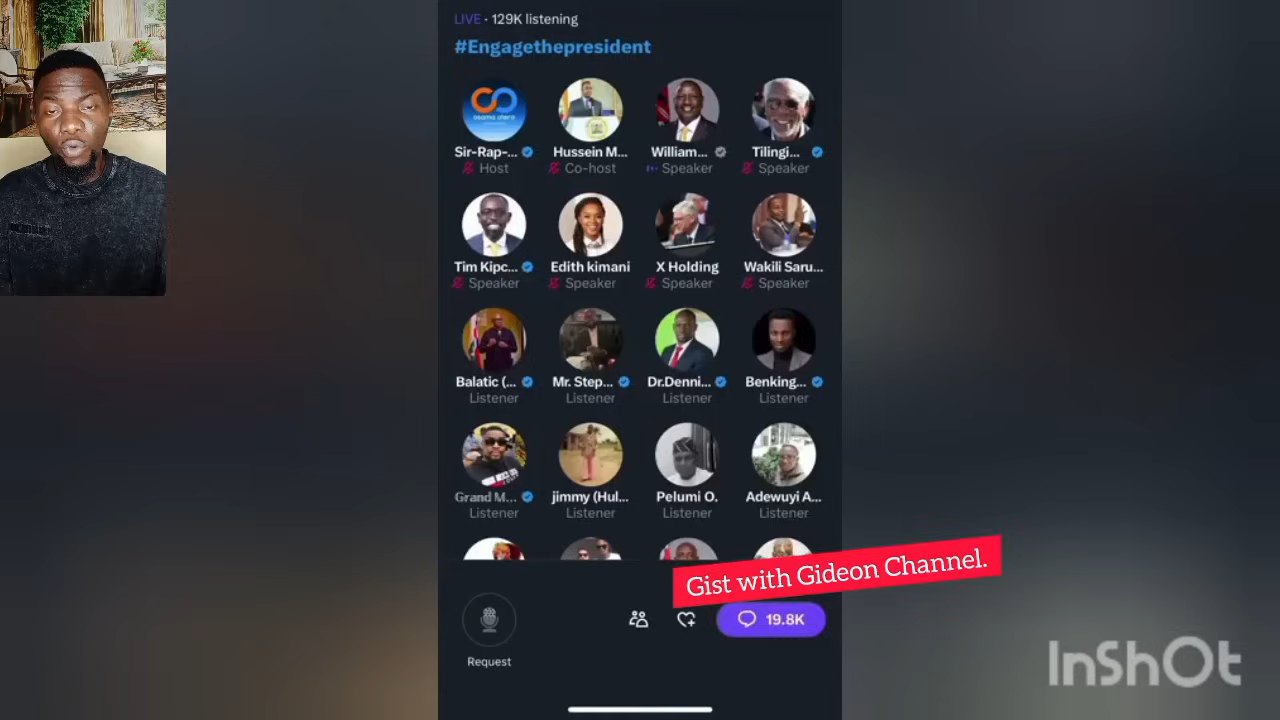 LIVE · 129K listening
#Engagethepresident
osama otero
Sir-Rap-... Hussein M... William... Tilingi...
Host Co-host Speaker Speaker
Tim Kipc... Edith kimani X Holding Wakili Saru...
Speaker Speaker Speaker Speaker
Balatic (... Mr. Step... Dr.Denni... Benking...
Listener Listener Listener Listener
Grand M... jimmy (Hul... Pelumi O. Adewuyi A...
Listener Listener Listener Listener
Gist with Gideon Channel.
19.8K
Request
InShOt